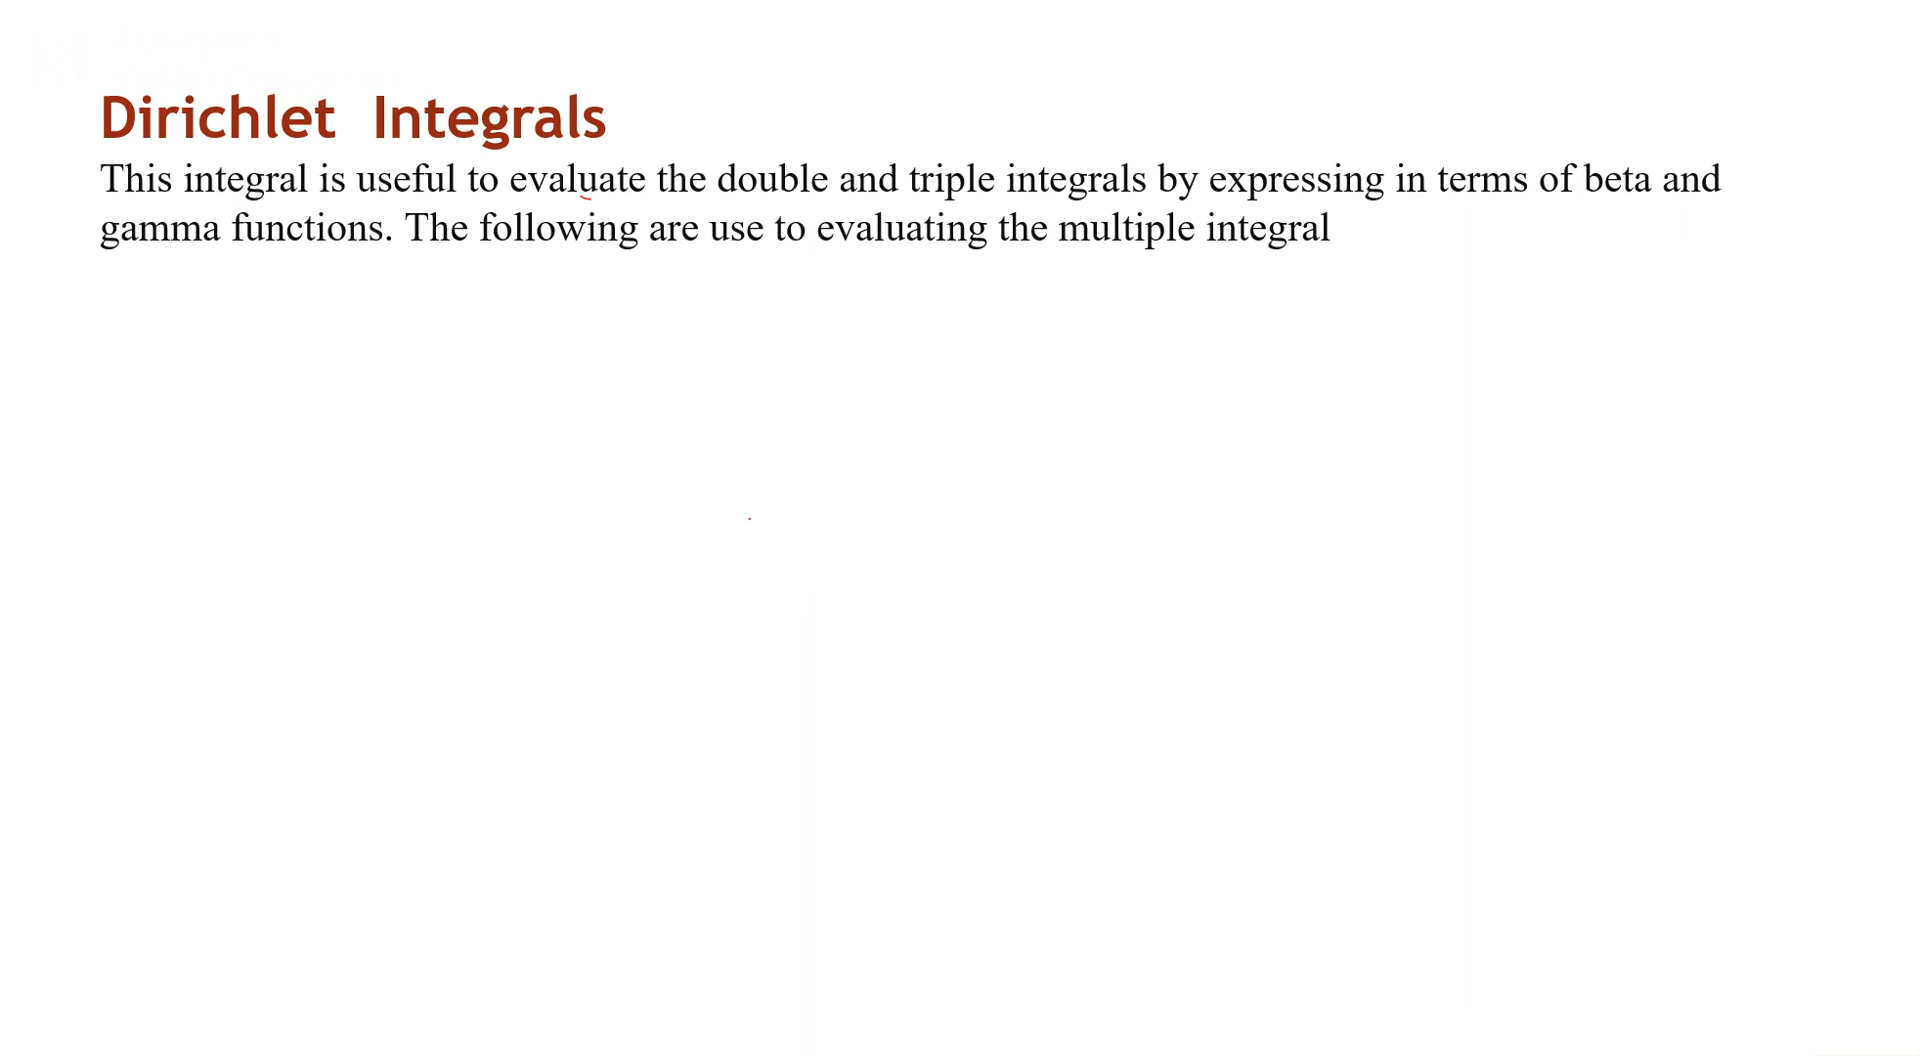 Dirichlet Integrals
This integral is useful to evaluate the double and triple integrals by expressing in terms of beta and
gamma functions. The following are use to evaluating the multiple integral